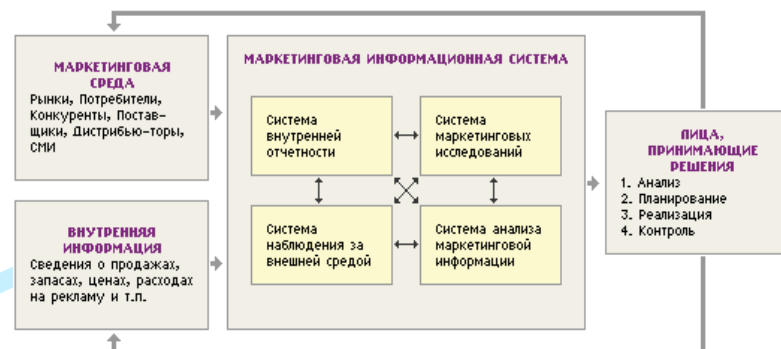 МАРКЕТИНГОВАЯ
СРЕДА
Рынки, Потребители,
Конкуренты, Постав-
щики, Дистрибью-торы,
СМИ
ВНУТРЕННЯЯ
ИНФОРМАЦИЯ
Сведения о продажах,
запасах, ценах, расходах
на рекламу и т.п.
МАРКЕТИНГОВАЯ ИНФОРМАЦИОННАЯ СИСТЕМА
Система
внутренней
отчетности
Система
маркетинговых
исследований
Система
наблюдения за
внешней средой
Система анализа
маркетинговой
информации
ЛИЦА,
ПРИНИМАЮЩИЕ
РЕШЕНИЯ
1. Анализ
2. Планирование
3. Реализация
4. Контроль